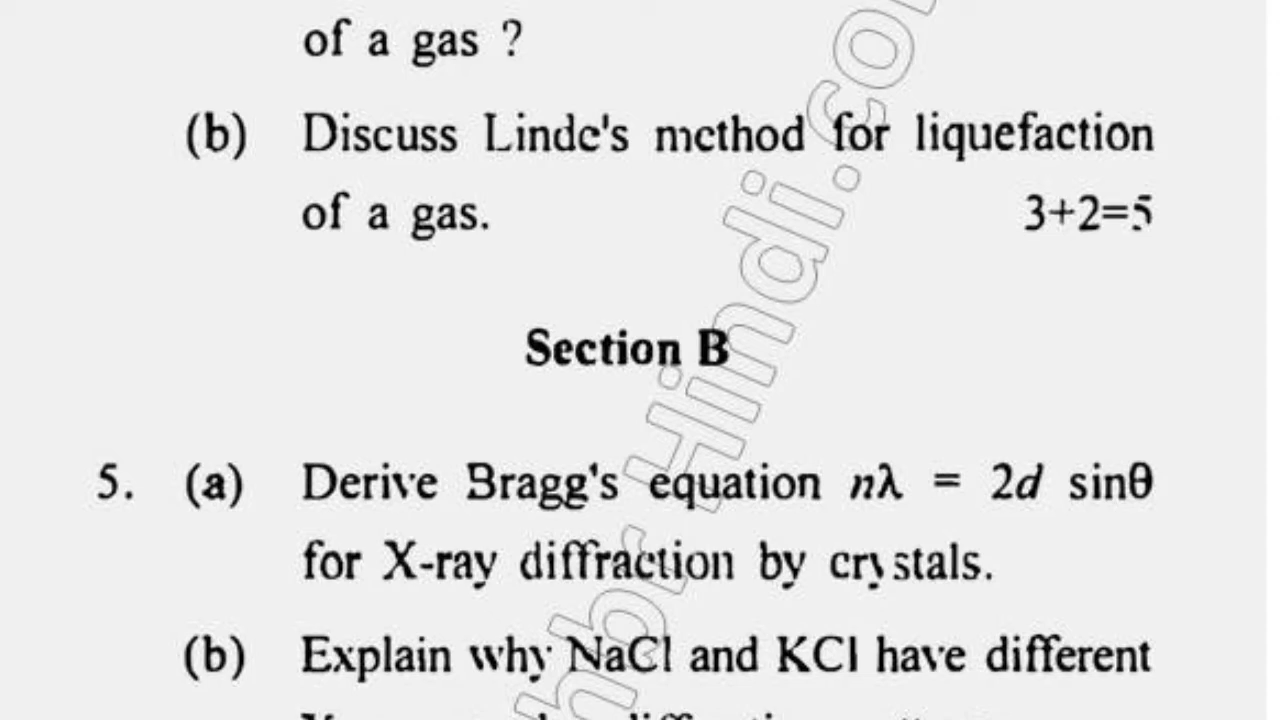 of a gas ?
(b) Discuss Linde's method for liquefaction
of a gas. 3+2=5
Section B
5. (a) Derive Bragg's equation nλ = 2d sinθ
for X-ray diffraction by crystals.
(b) Explain why NaCl and KCl have different